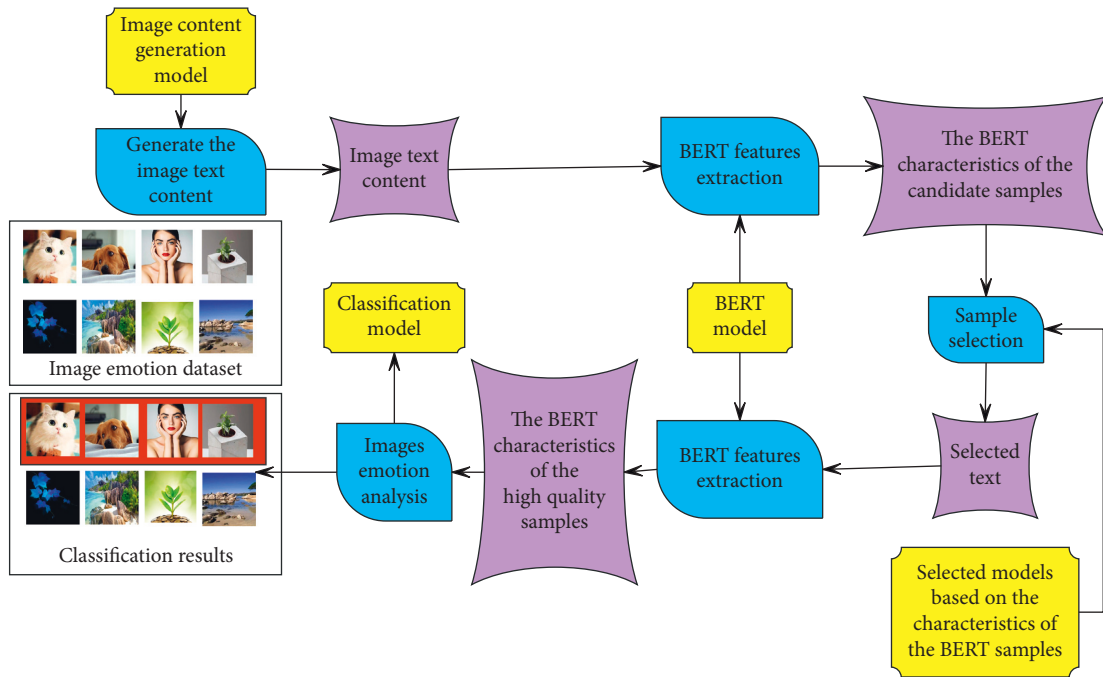 Image content
generation
model
Generate the
image text
content
Image text
content
BERT features
extraction
The BERT
characteristics of the
candidate samples
Image emotion dataset
Classification
model
BERT
model
Sample
selection
Classification results
Images
emotion
analysis
The BERT
characteristics
of the
high quality
samples
BERT features
extraction
Selected
text
Selected models
based on the
characteristics of
the BERT samples